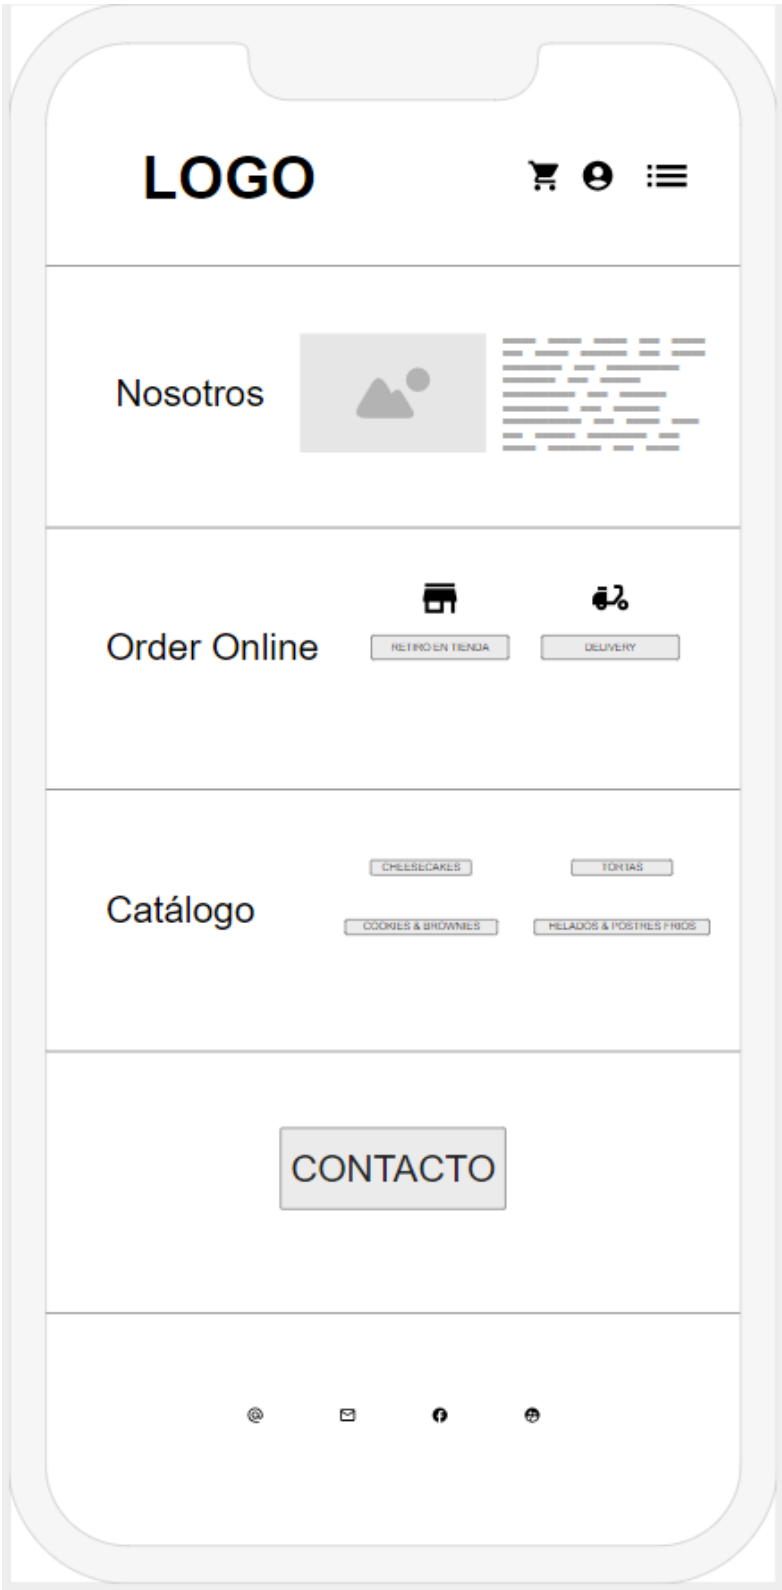 LOGO
Nosotros
Order Online
RETIRO EN TIENDA
DELIVERY
Catálogo
CHEESECAKES
TORTAS
COOKIES & BROWNIES
HELADOS & POSTRES FRIOS
CONTACTO